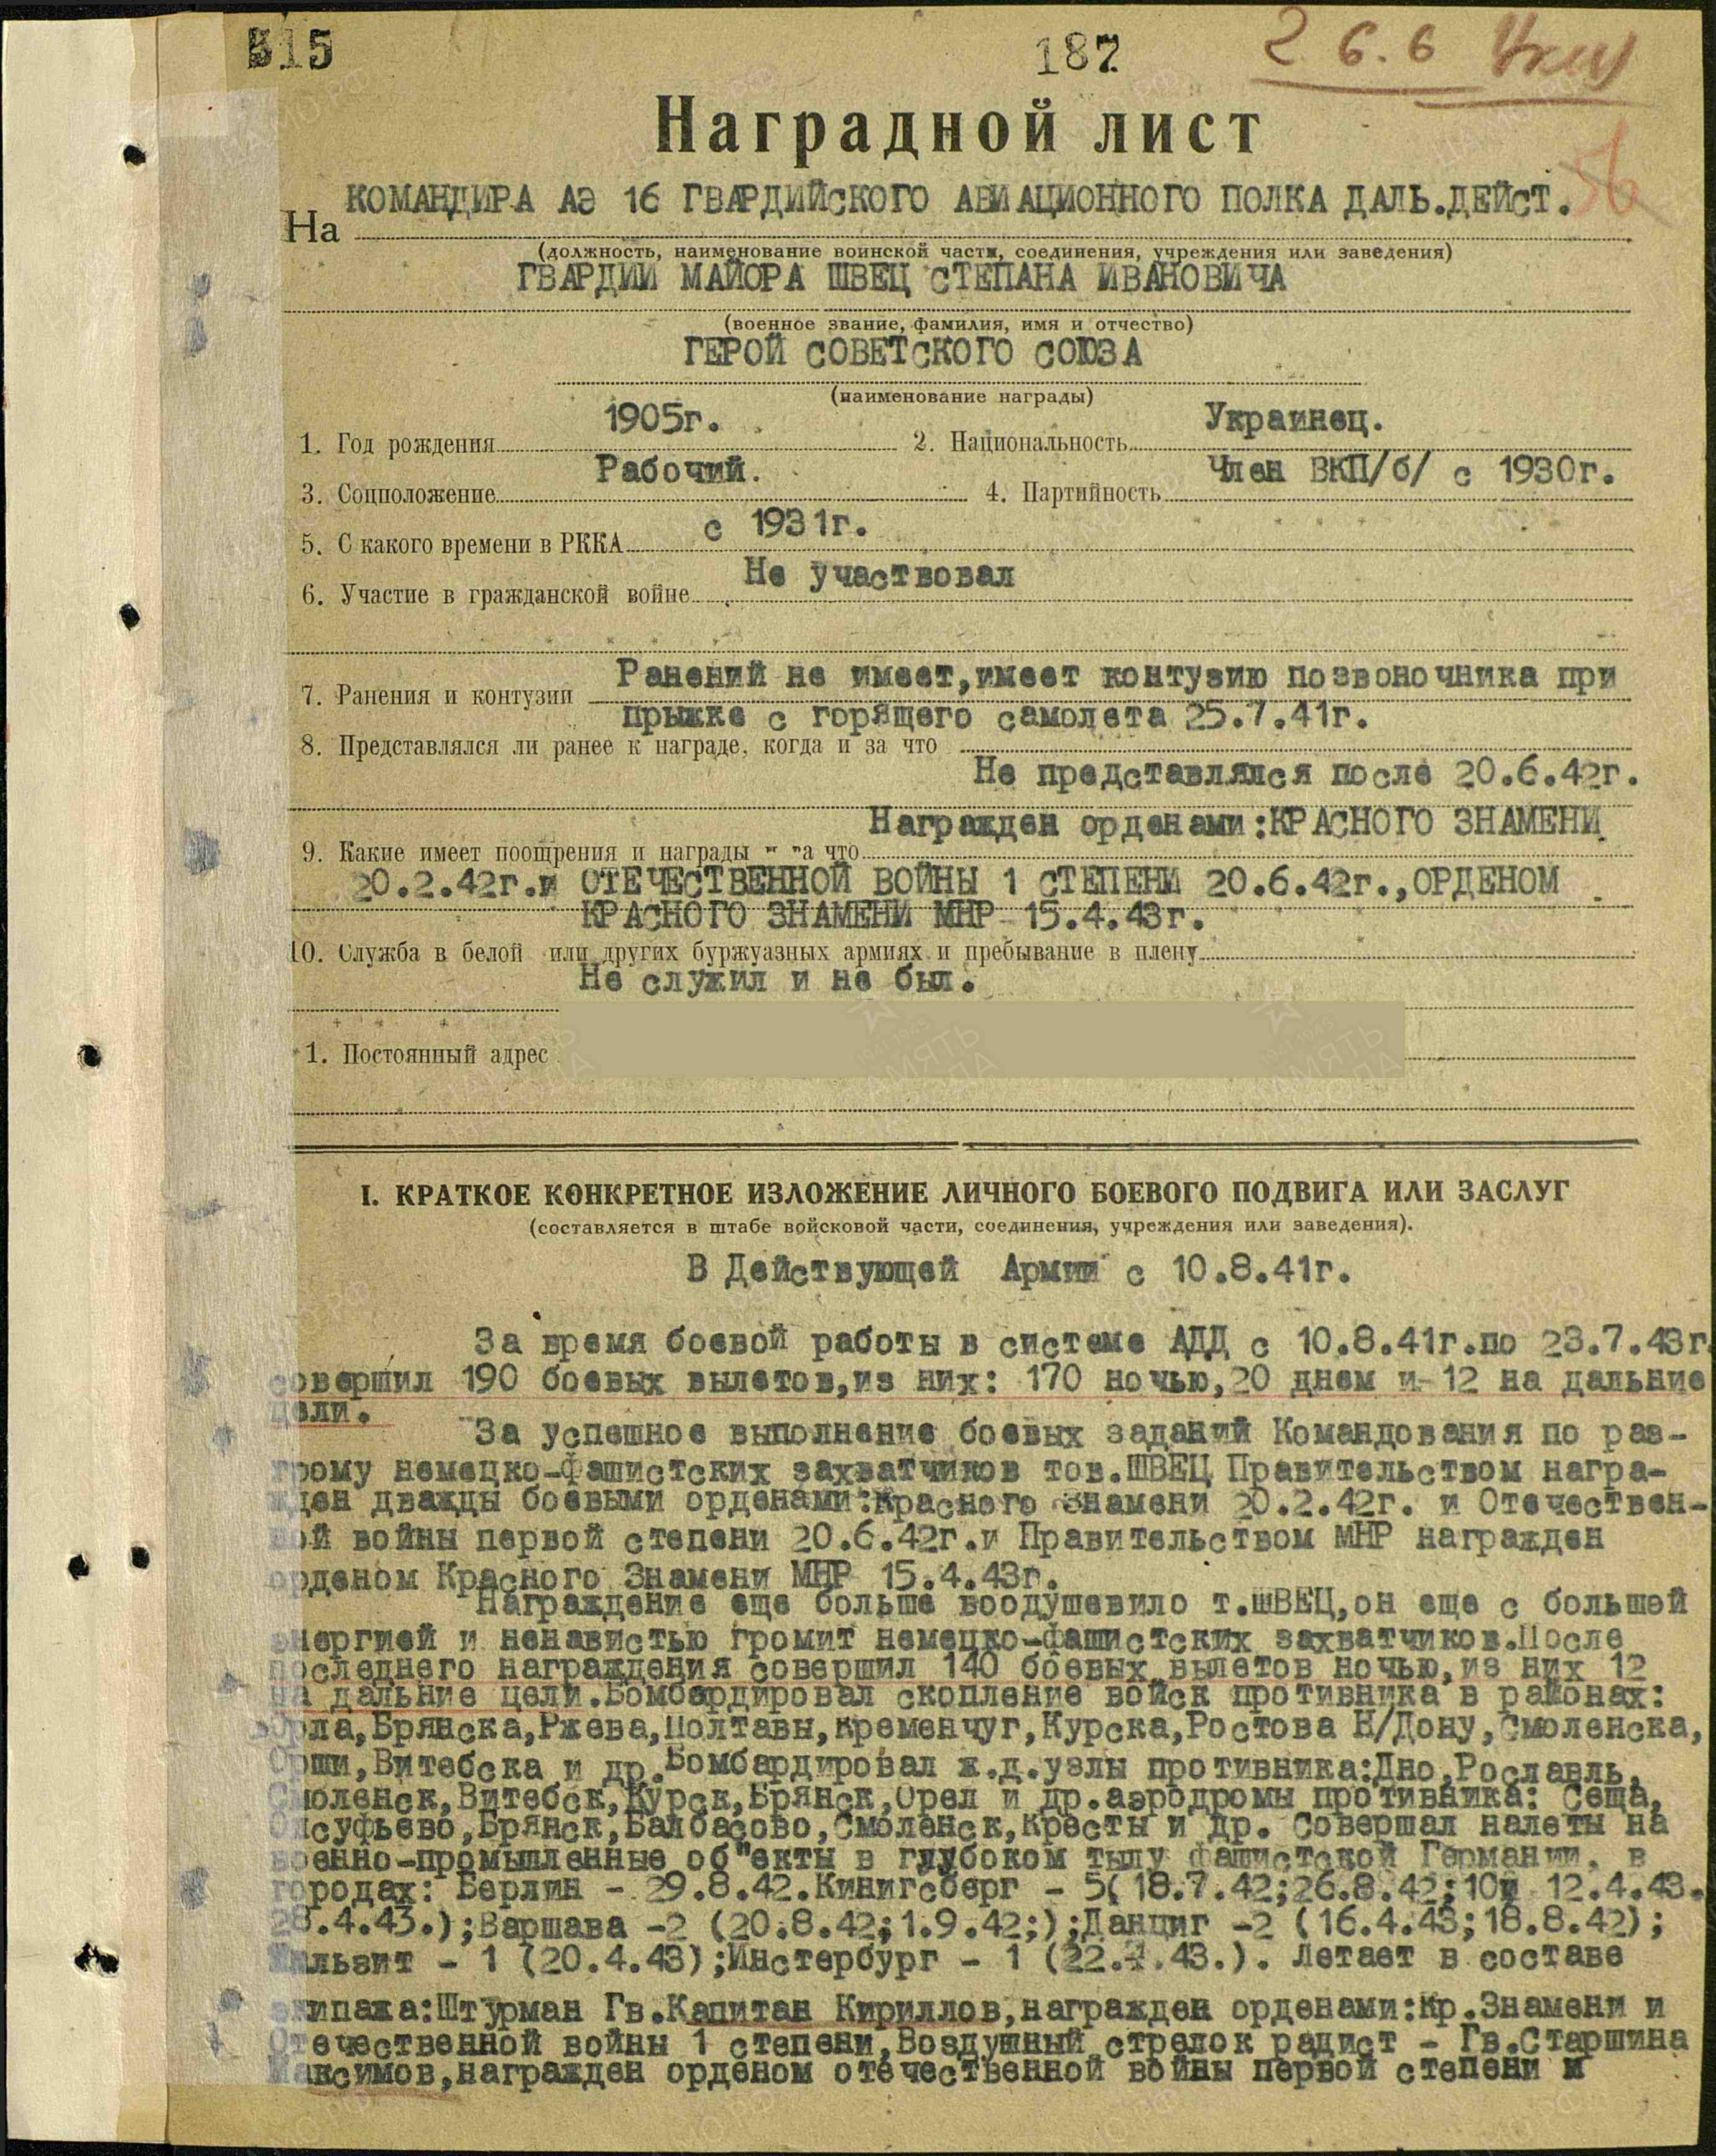 515
187
2 6.6
Наградной лист
56
КОМАНДИРА АЭ 16 ГВАРДИЙСКОГО АВИАЦИОННОГО ПОЛКА ДАЛЬ.ДЕЙСТ.
На
(должность, наименование воинской части, соединения, учреждения или заведения)
ГВАРДИИ МАЙОРА ШВЕЦ СТЕПАНА ИВАНОВИЧА
(военное звание, фамилия, имя и отчество)
ГЕРОЙ СОВЕТСКОГО СОЮЗА
(наименование награды)
1. Год рождения 1905г. 2. Национальность Украинец.
3. Соцположение Рабочий. 4. Партийность Член ВКП/б/ с 1930г.
5. С какого времени в РККА с 1931г.
6. Участие в гражданской войне Не участвовал
7. Ранения и контузии Ранений не имеет,имеет контузию позвоночника при
прыжке с горящего самолета 25.7.41г.
8. Представлялся ли ранее к награде, когда и за что
Не представлялся после 20.6.42г.
Награжден орденами:КРАСНОГО ЗНАМЕНИ
9. Какие имеет поощрения и награды и за что
20.2.42г.и ОТЕЧЕСТВЕННОЙ ВОЙНЫ 1 СТЕПЕНИ 20.6.42г.,ОРДЕНОМ
КРАСНОГО ЗНАМЕНИ МНР 15.4.43г.
10. Служба в белой или других буржуазных армиях и пребывание в плену
Не служил и не был.
1. Постоянный адрес
I. КРАТКОЕ КОНКРЕТНОЕ ИЗЛОЖЕНИЕ ЛИЧНОГО БОЕВОГО ПОДВИГА ИЛИ ЗАСЛУГ
(составляется в штабе войсковой части, соединения, учреждения или заведения).
В Действующей Армии с 10.8.41г.
За время боевой работы в системе АДД с 10.8.41г.по 23.7.43г.
совершил 190 боевых вылетов,из них: 170 ночью,20 днем и 12 на дальние
цели.
За успешное выполнение боевых заданий Командования по раз-
грому немецко-фашистских захватчиков тов.ШВЕЦ Правительством награ-
жден дважды боевыми орденами:Красного Знамени 20.2.42г. и Отечествен-
ной войны первой степени 20.6.42г.и Правительством МНР награжден
орденом Красного Знамени МНР 15.4.43г.
Награждение еще больше воодушевило т.ШВЕЦ,он еще с большей
энергией и ненавистью громит немецко-фашистских захватчиков.После
последнего награждения совершил 140 боевых вылетов ночью,из них 12
на дальние цели.Бомбардировал скопление войск противника в районах:
Орла,Брянска,Ржева,Полтавы,Кременчуг,Курска,Ростова Н/Дону,Смоленска,
Орши,Витебска и др.Бомбардировал ж.д.узлы противника:Дно,Рославль,
Смоленск,Витебск,Курск,Брянск,Орел и др.аэродромы противника: Сеща,
Олсуфьево,Брянск,Балбасово,Смоленск,Кресты и др. Совершал налеты на
военно-промышленные об"екты в глубоком тылу фашистской Германии, в
городах: Берлин - 29.8.42.Кинигсберг - 5( 18.7.42;26.8.42;10и 12.4.43.
28.4.43.);Варшава -2 (20.8.42;1.9.42;);Данциг -2 (16.4.43;18.8.42);
Тильзит - 1 (20.4.43);Инстербург - 1 (22.4.43.). Летает в составе
экипажа:Штурман Гв.Капитан Кириллов,награжден орденами:Кр.Знамени и
Отечественной войны 1 степени,Воздушный стрелок радист - Гв.Старшина
Максимов,награжден орденом отечественной войны первой степени и